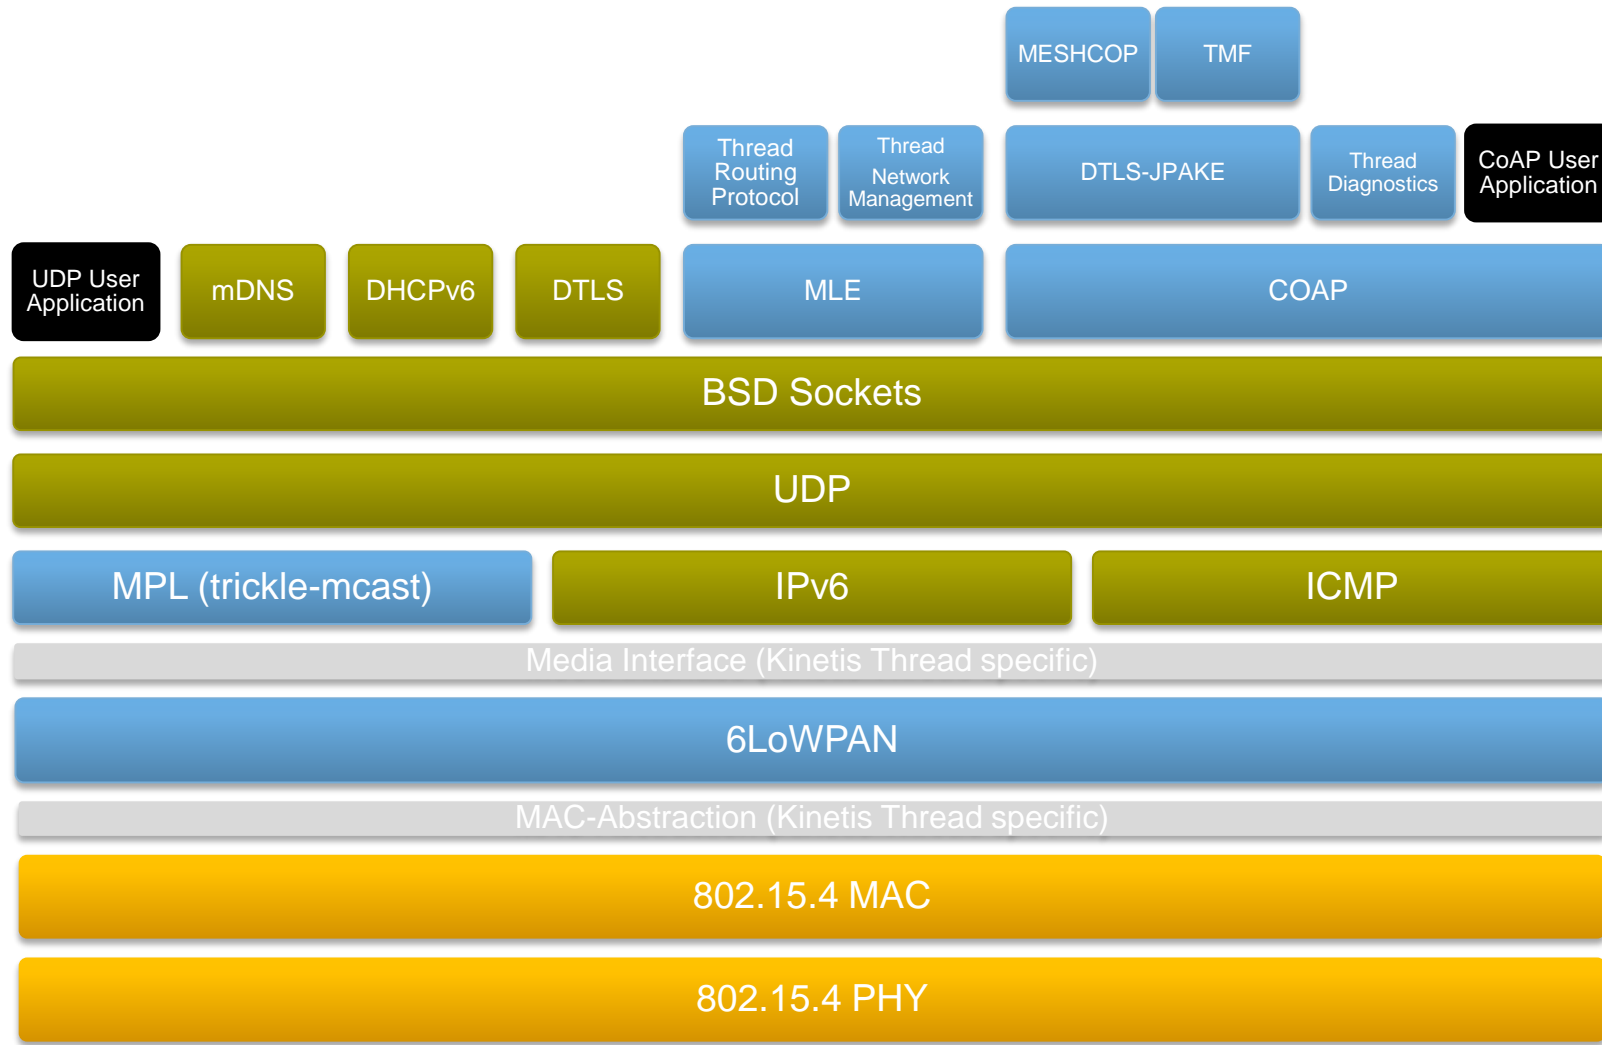 MESHCOP
TMF
Thread
Routing
Protocol
Thread
Network
Management
DTLS-JPAKE
Thread
Diagnostics
CoAP User
Application
UDP User
Application
mDNS
DHCPv6
DTLS
MLE
COAP
BSD Sockets
UDP
MPL (trickle-mcast)
IPv6
ICMP
Media Interface (Kinetis Thread specific)
6LoWPAN
MAC-Abstraction (Kinetis Thread specific)
802.15.4 MAC
802.15.4 PHY